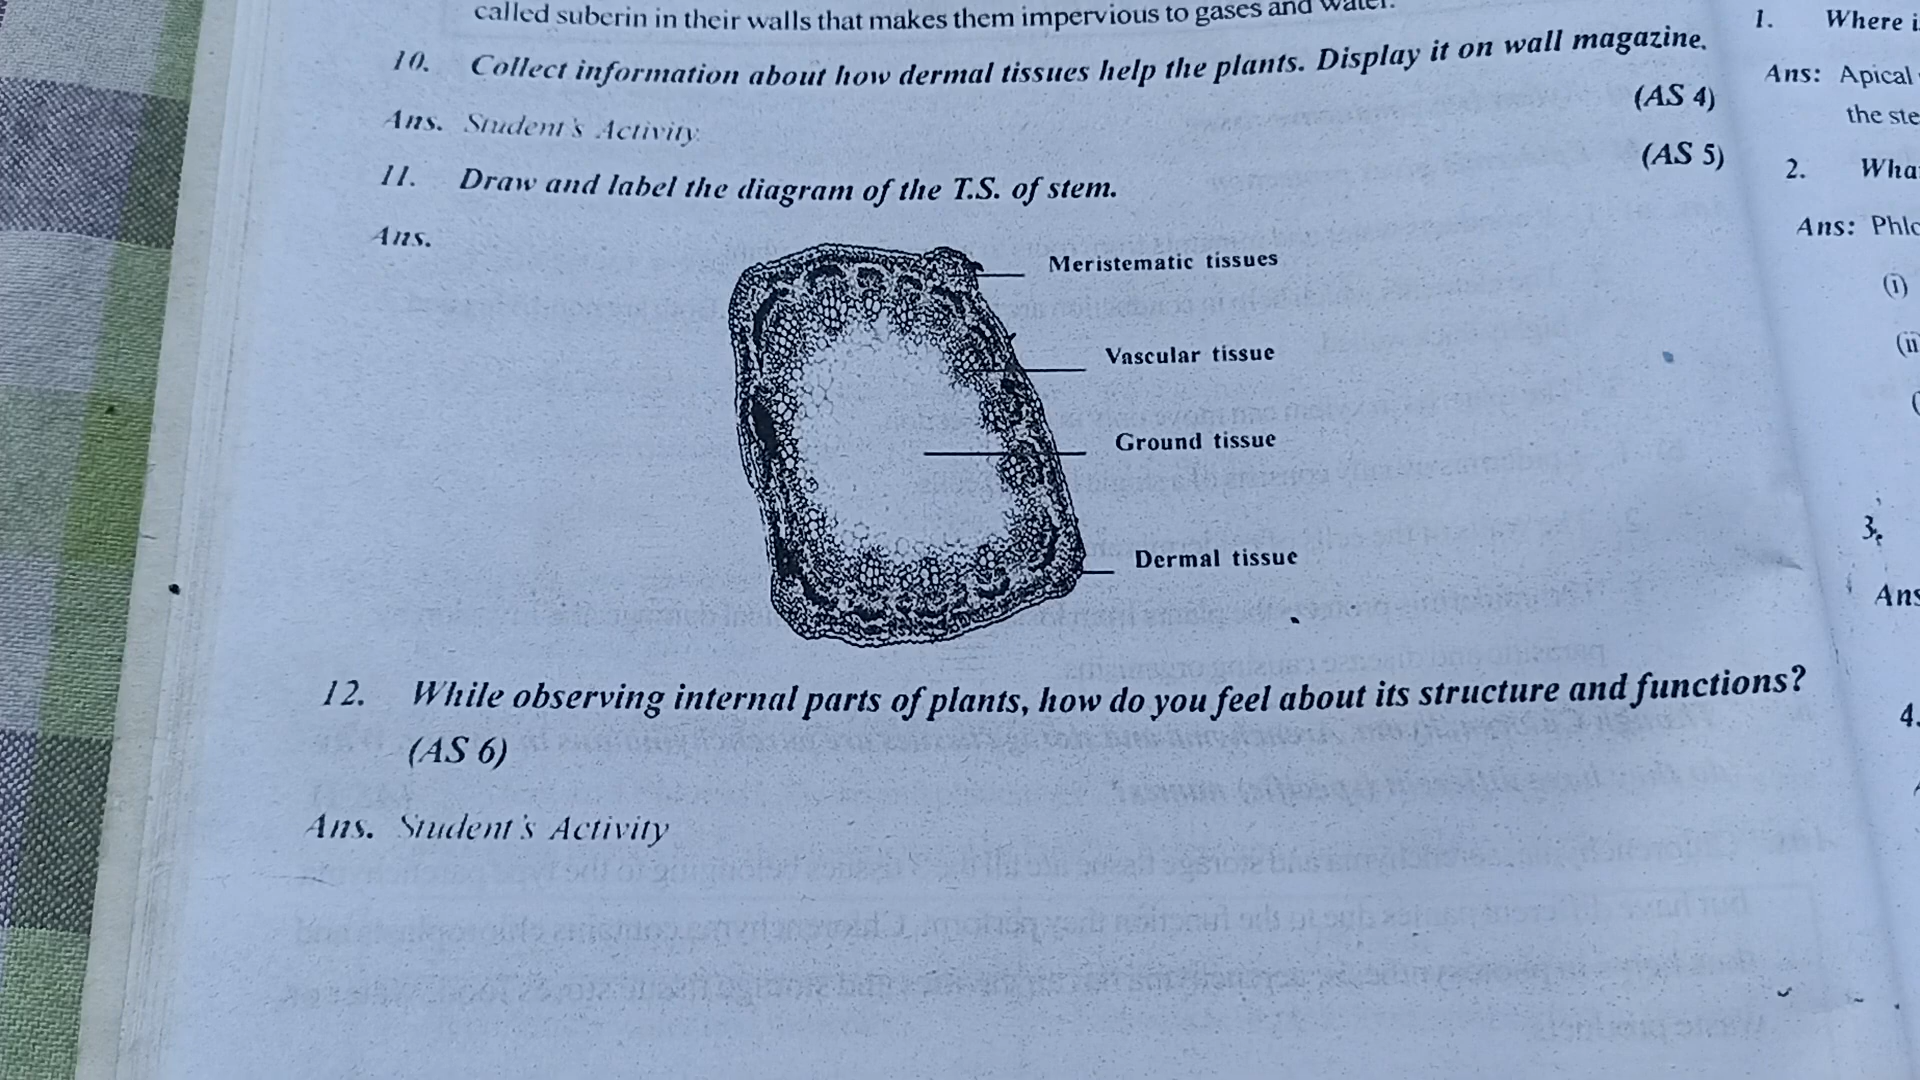 called suberin in their walls that makes them impervious to gases and water.
10. Collect information about how dermal tissues help the plants. Display it on wall magazine.
(AS 4)
Ans. Student's Activity
11. Draw and label the diagram of the T.S. of stem.
(AS 5)
Ans.
Meristematic tissues
Vascular tissue
Ground tissue
Dermal tissue
12. While observing internal parts of plants, how do you feel about its structure and functions?
(AS 6)
Ans. Student's Activity
1. Where
Ans: Apical
the
2.
Ans:
(i)
(ii
3.
Ans
4.